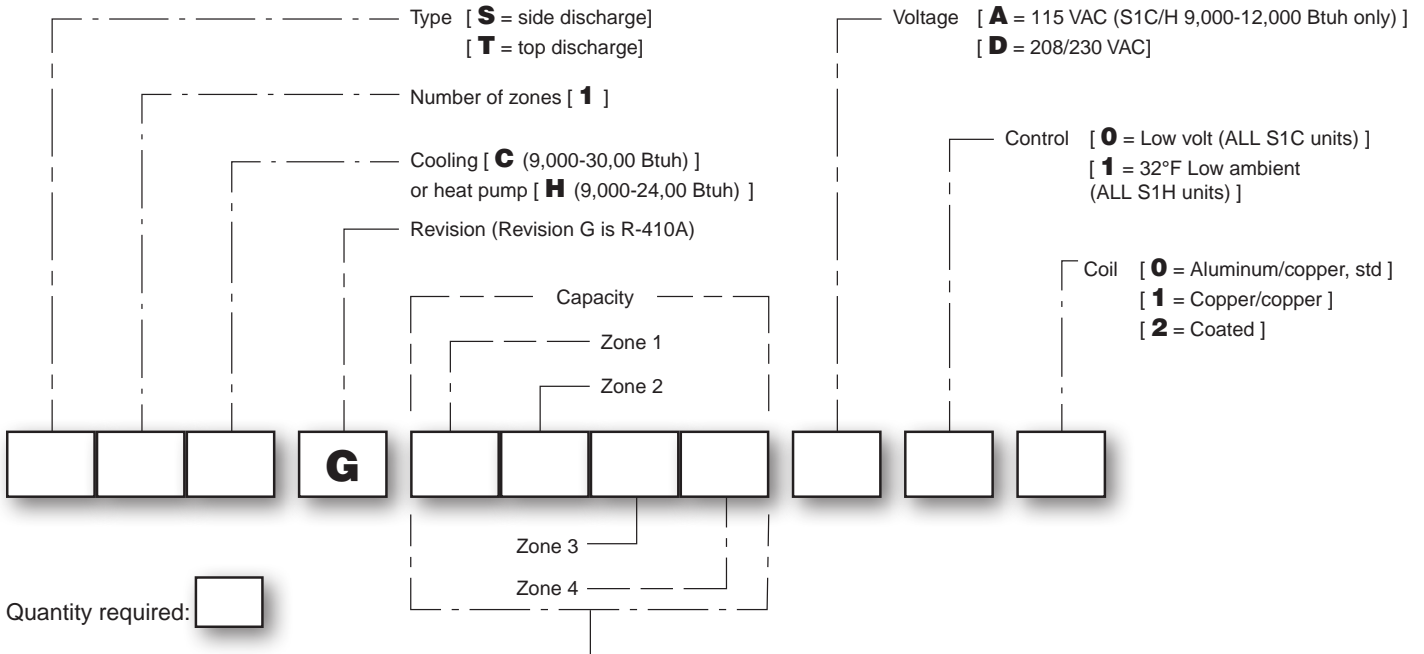 Type [ S = side discharge]
[ T = top discharge]
Number of zones [ 1 ]
Cooling [ C (9,000-30,00 Btuh) ]
or heat pump [ H (9,000-24,00 Btuh) ]
Revision (Revision G is R-410A)
Capacity
Zone 1
Zone 2
Voltage [ A = 115 VAC (S1C/H 9,000-12,000 Btuh only) ]
[ D = 208/230 VAC]
Control [ 0 = Low volt (ALL S1C units) ]
[ 1 = 32°F Low ambient
(ALL S1H units) ]
Coil [ 0 = Aluminum/copper, std ]
[ 1 = Copper/copper ]
[ 2 = Coated ]
G
Zone 3
Zone 4
Quantity required: